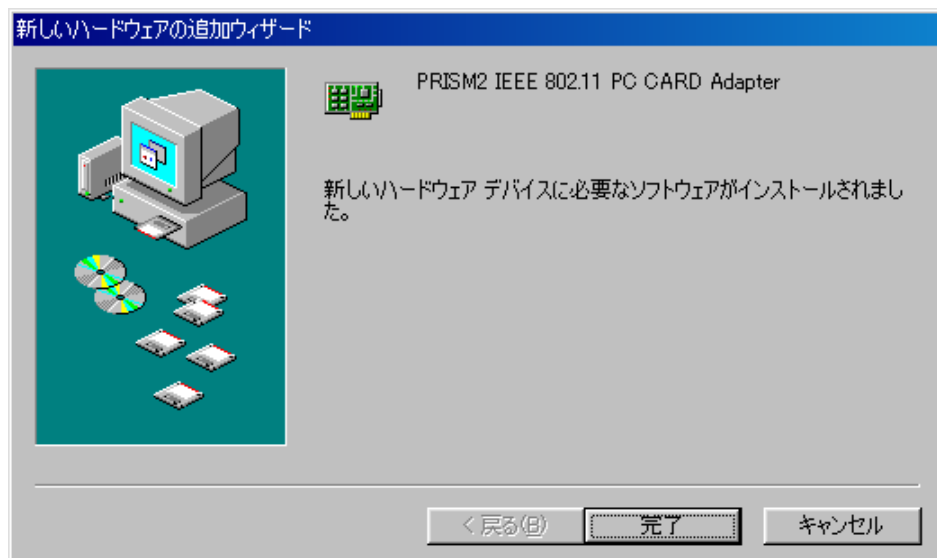 新しいハードウェアの追加ウィザード
PRISM2 IEEE 802.11 PC CARD Adapter
新しいハードウェア デバイスに必要なソフトウェアがインストールされまし
た。
< 戻る(B) 完了 キャンセル